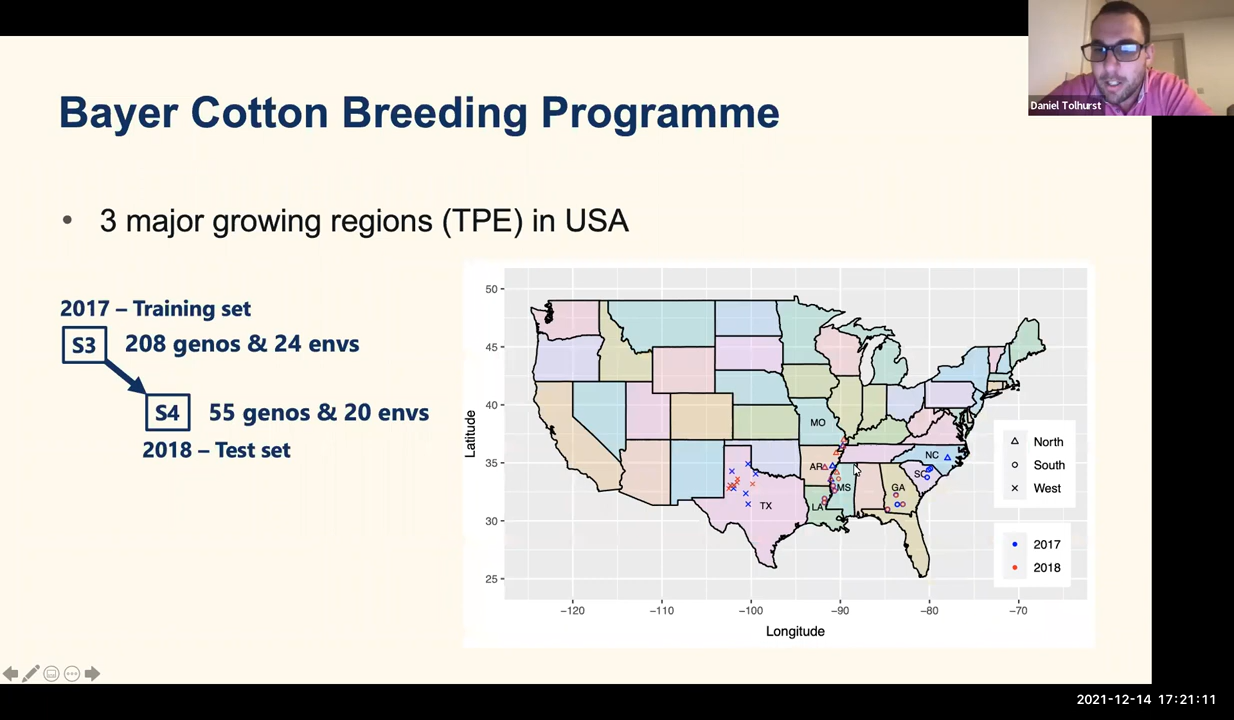 Daniel Tolhurst
Bayer Cotton Breeding Programme
• 3 major growing regions (TPE) in USA
2017 – Training set
S3 208 genos & 24 envs
S4 55 genos & 20 envs
2018 – Test set
Latitude
50
45
40
35
30
25
MO
NC
AR
SC
MS
GA
TX
LA
North
South
West
2017
2018
−120 −110 −100 −90 −80 −70
Longitude
2021-12-14 17:21:11